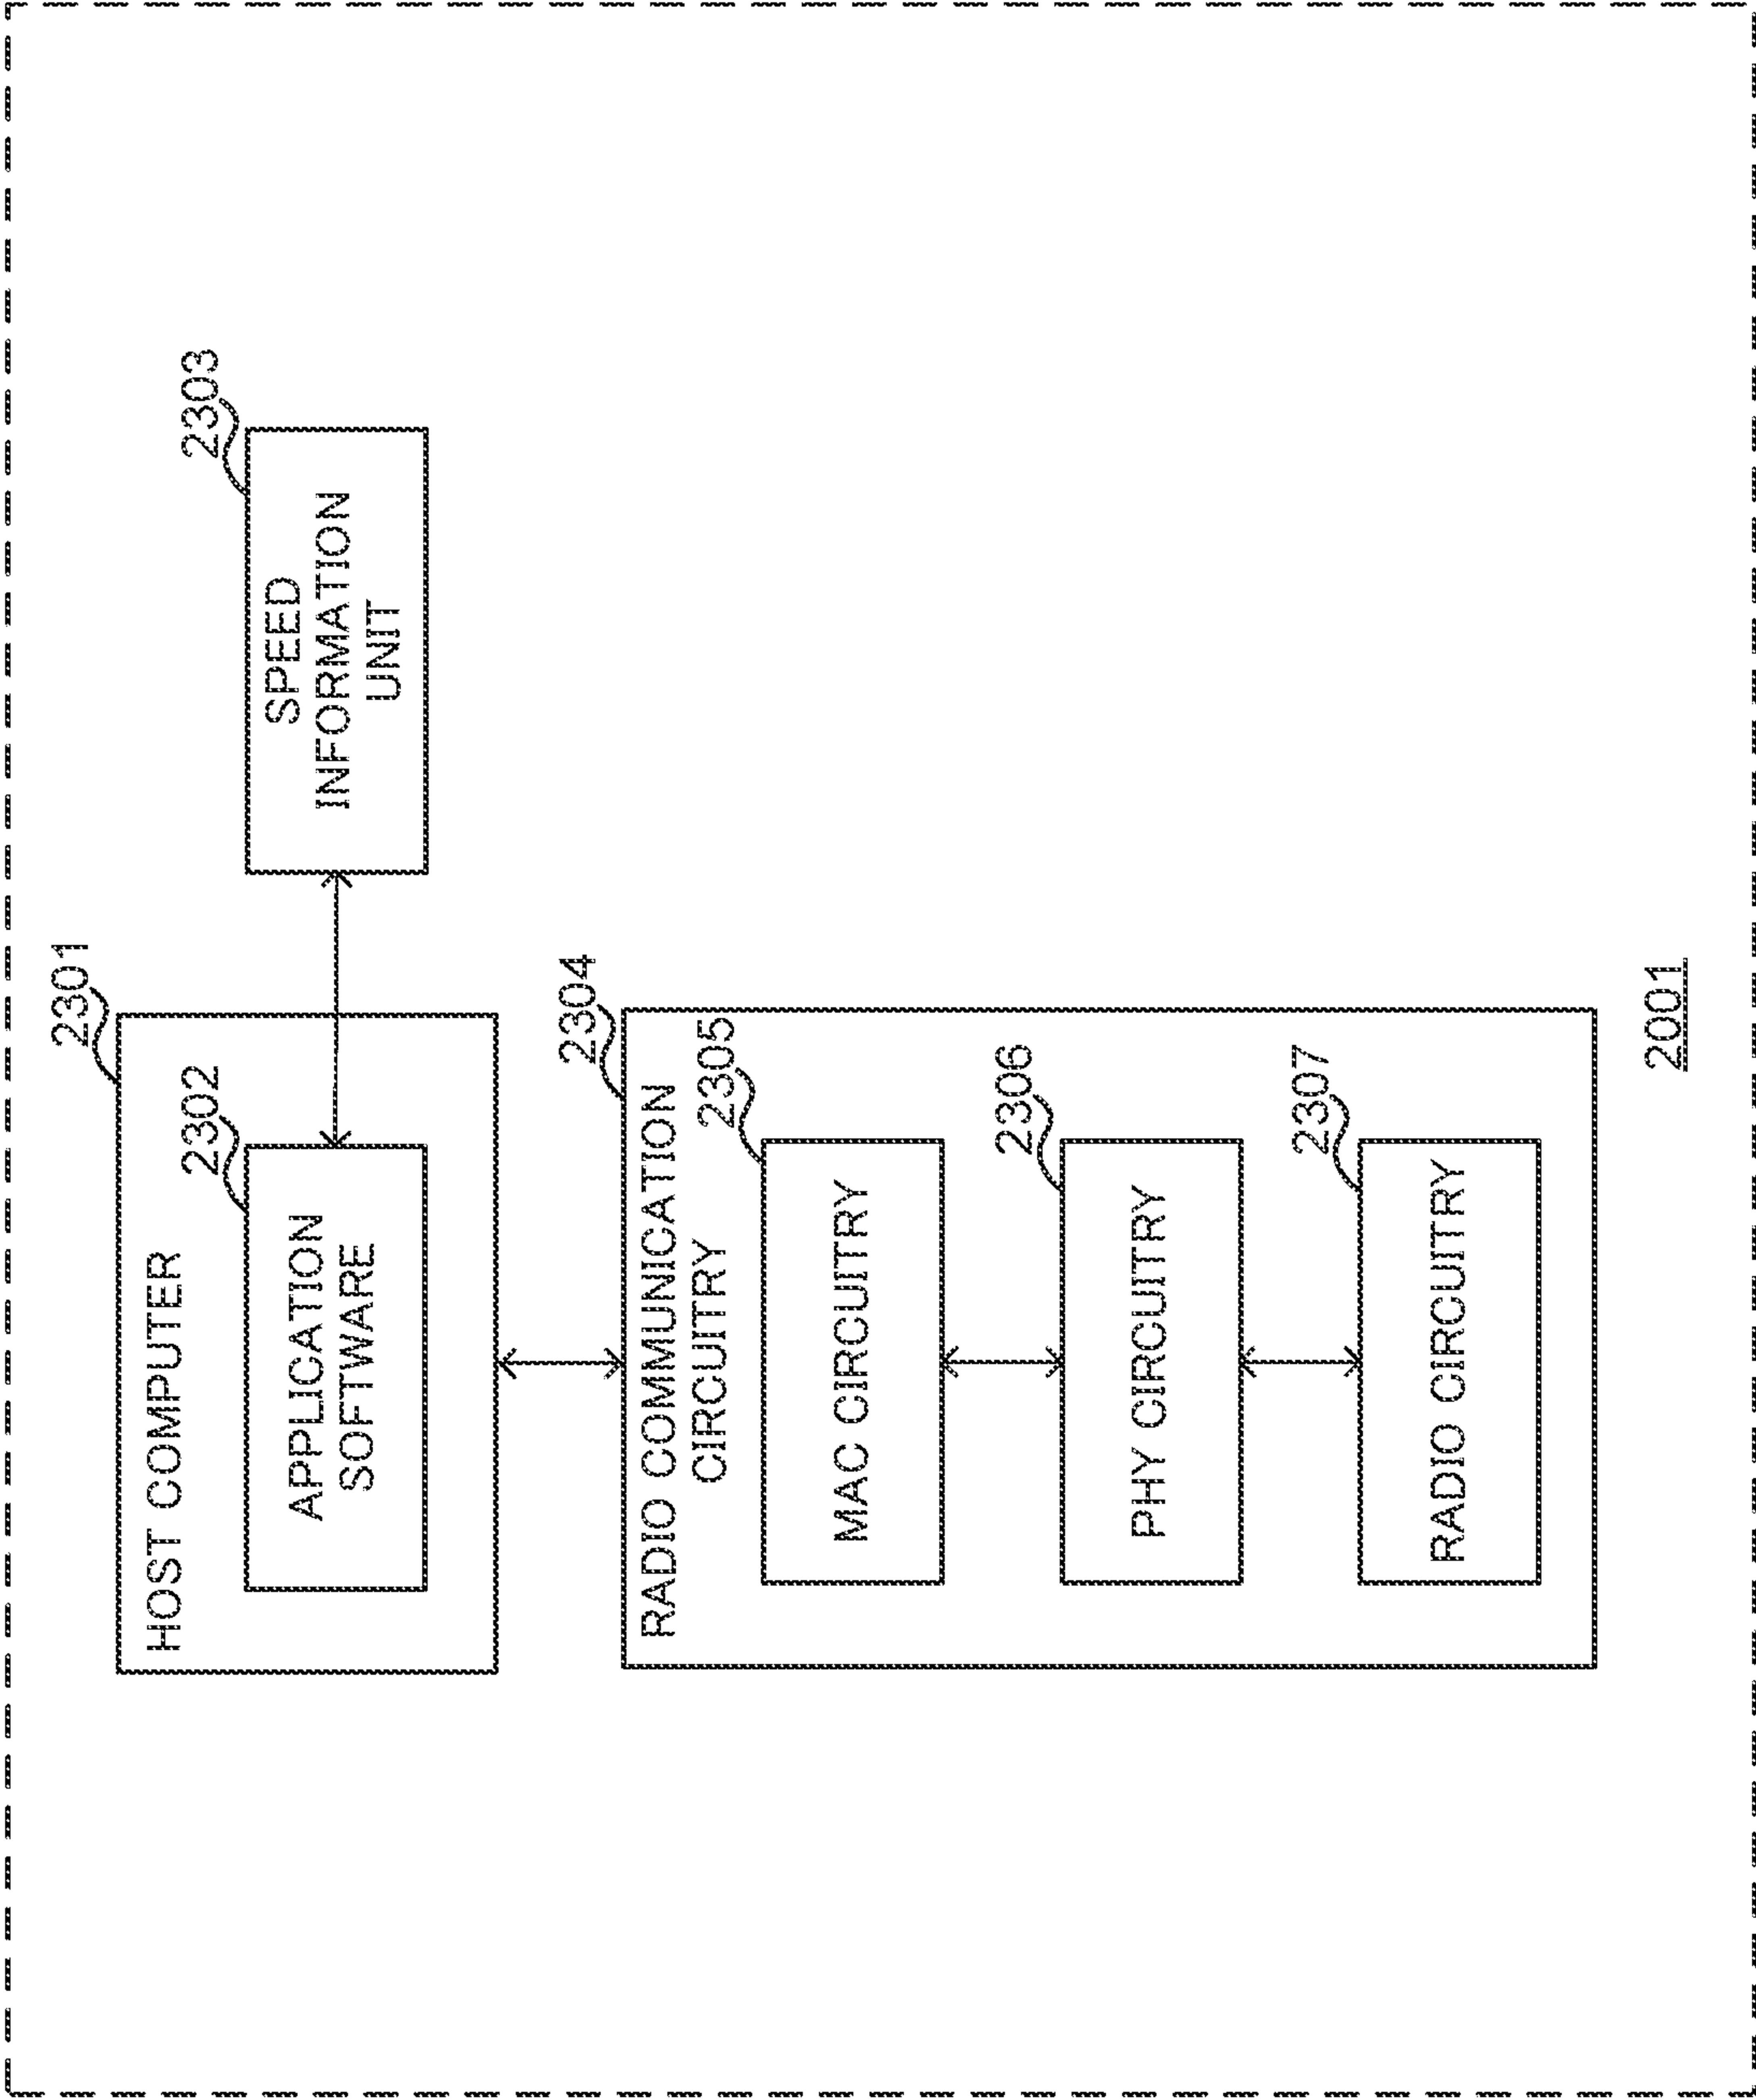 2301
HOST COMPUTER
2302
APPLICATION
SOFTWARE
2303
SPEED
INFORMATION
UNIT
2304
RADIO COMMUNICATION
CIRCUITRY
2305
MAC CIRCUITRY
2306
PHY CIRCUITRY
2307
RADIO CIRCUITRY
2001